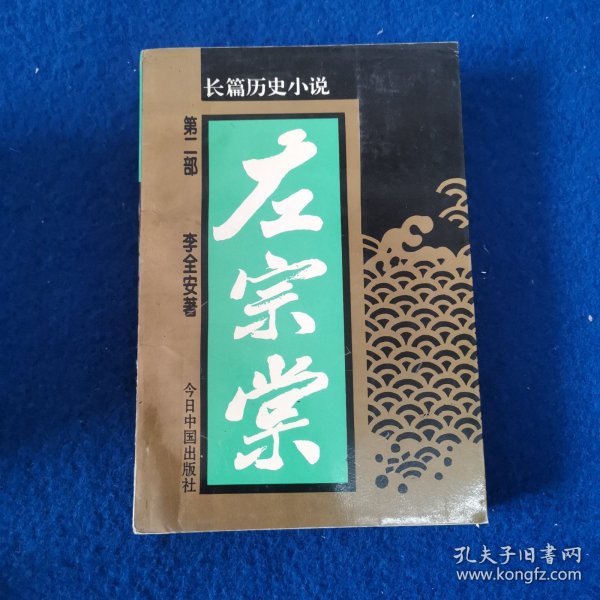 长篇历史小说
第二部
左宗棠
李全安著
今日中国出版社
孔夫子旧书网
www.kongfz.com